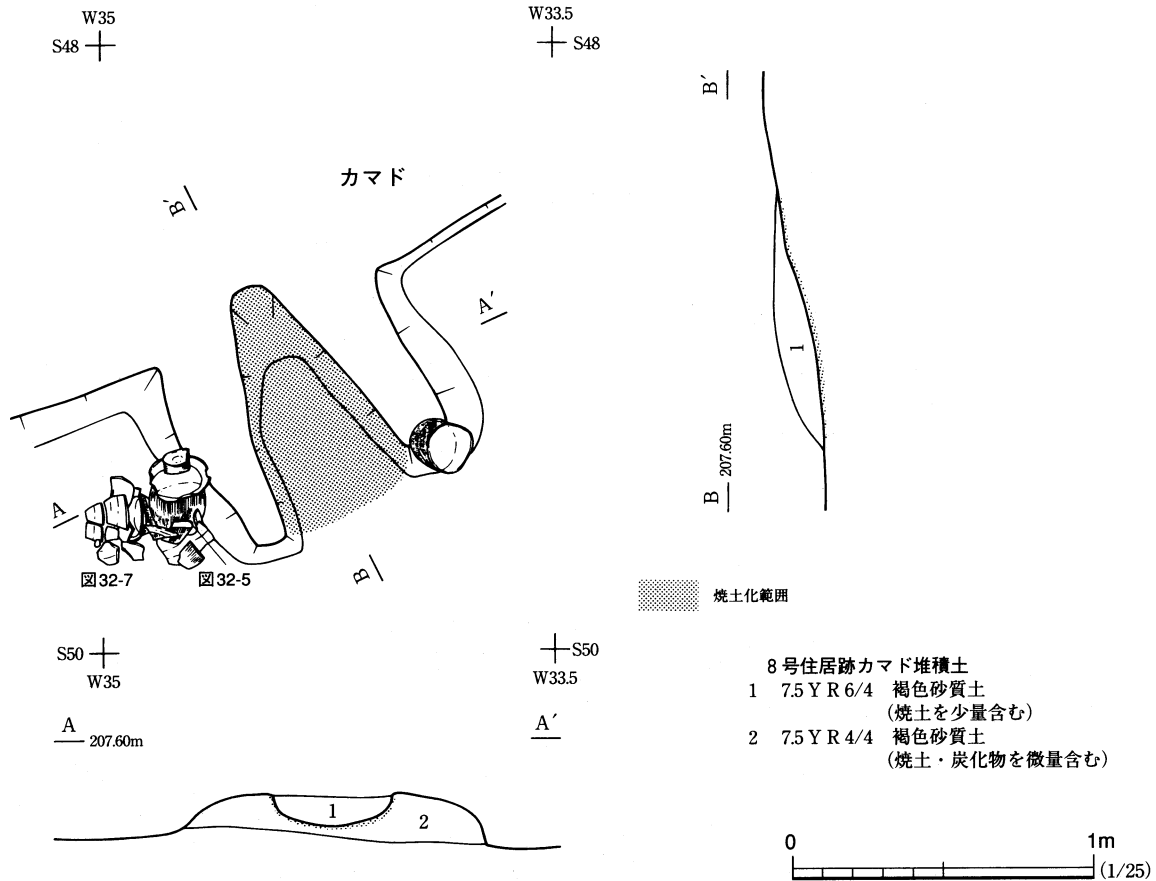 W35
S48
W33.5
S48
カマド
B′
A′
A
B
図32-7
図32-5
B′
1
B 207.60m
焼土化範囲
S50
W35
S50
W33.5
A
207.60m
A′
1
2
8号住居跡カマド堆積土
1 7.5YR6/4 褐色砂質土
(焼土を少量含む)
2 7.5YR4/4 褐色砂質土
(焼土・炭化物を微量含む)
0 1m
(1/25)